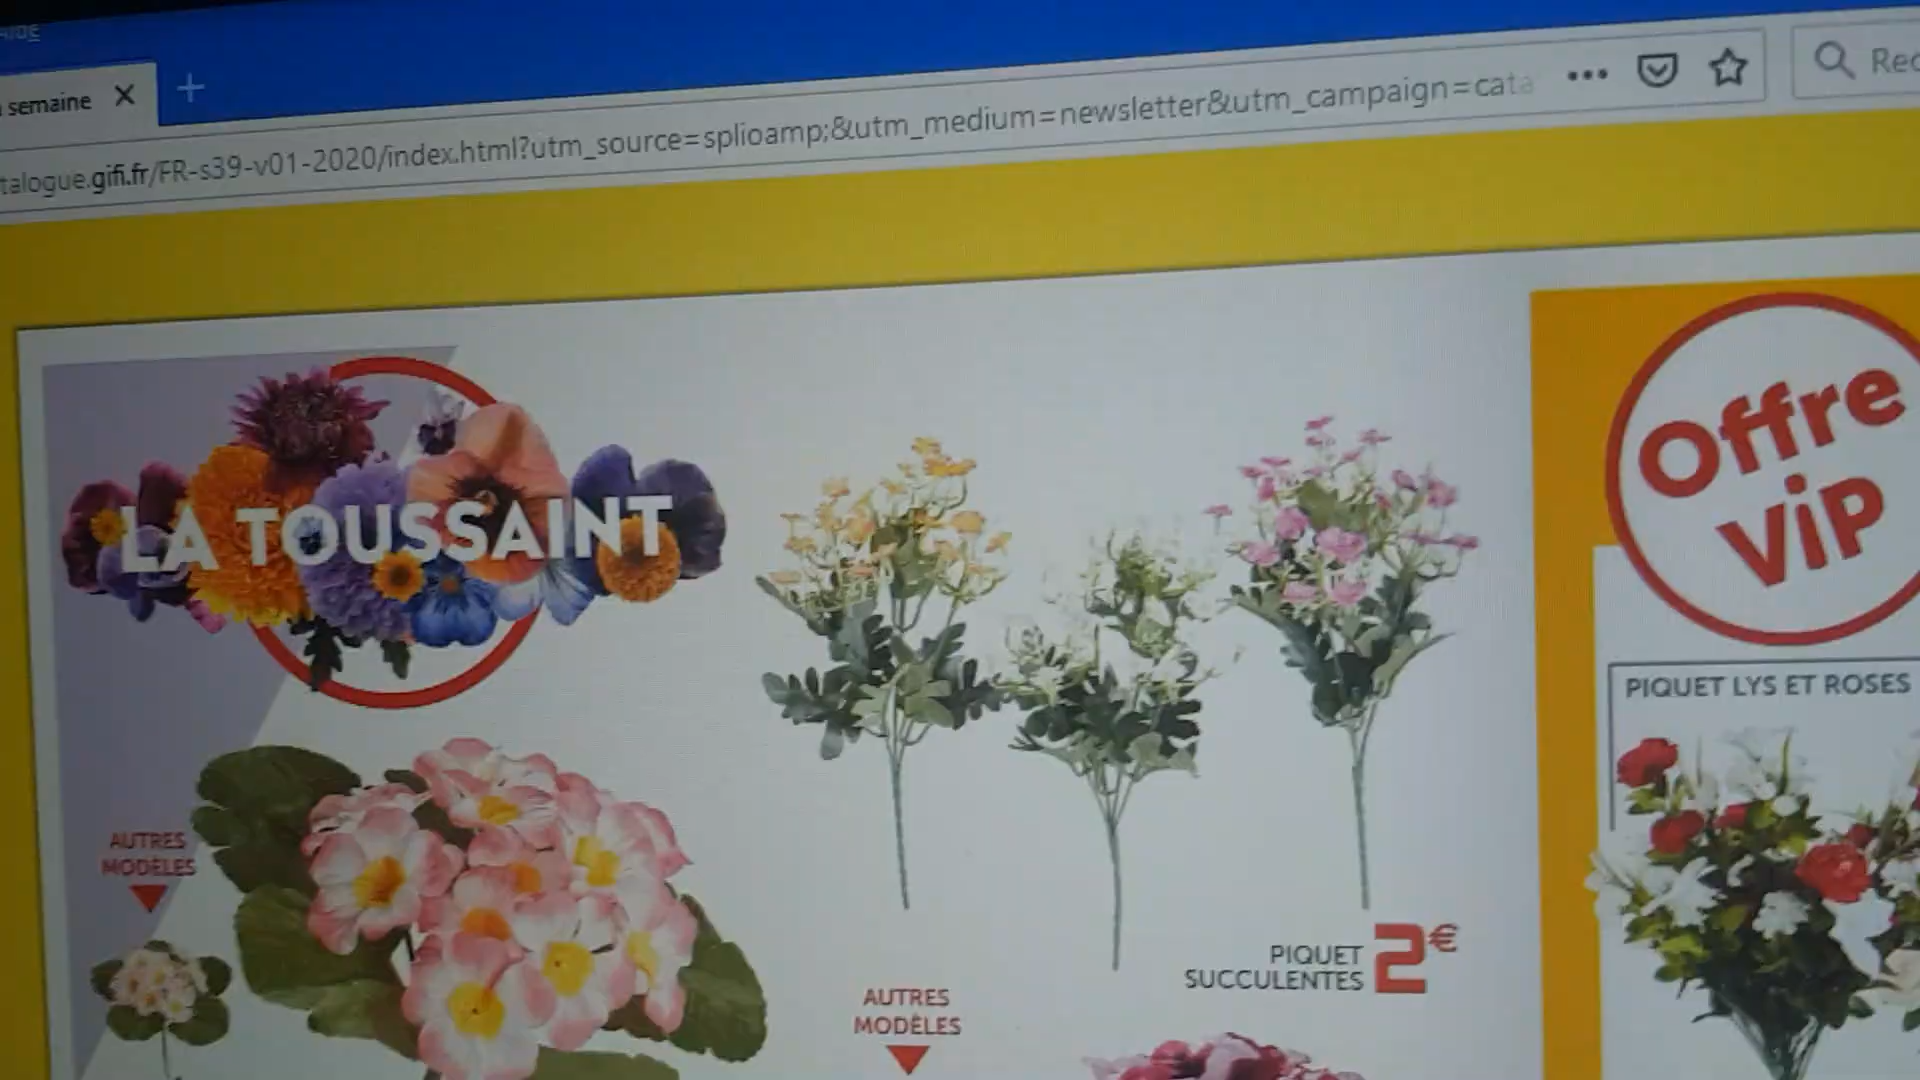 semaine
talogue.gifi.fr/FR-s39-v01-2020/index.html?utm_source=splioamp;&utm_medium=newsletter&utm_campaign=cata
LA TOUSSAINT
Offre
ViP
PIQUET LYS ET ROSES
AUTRES
MODÈLES
PIQUET
SUCCULENTES
2€
AUTRES
MODÈLES